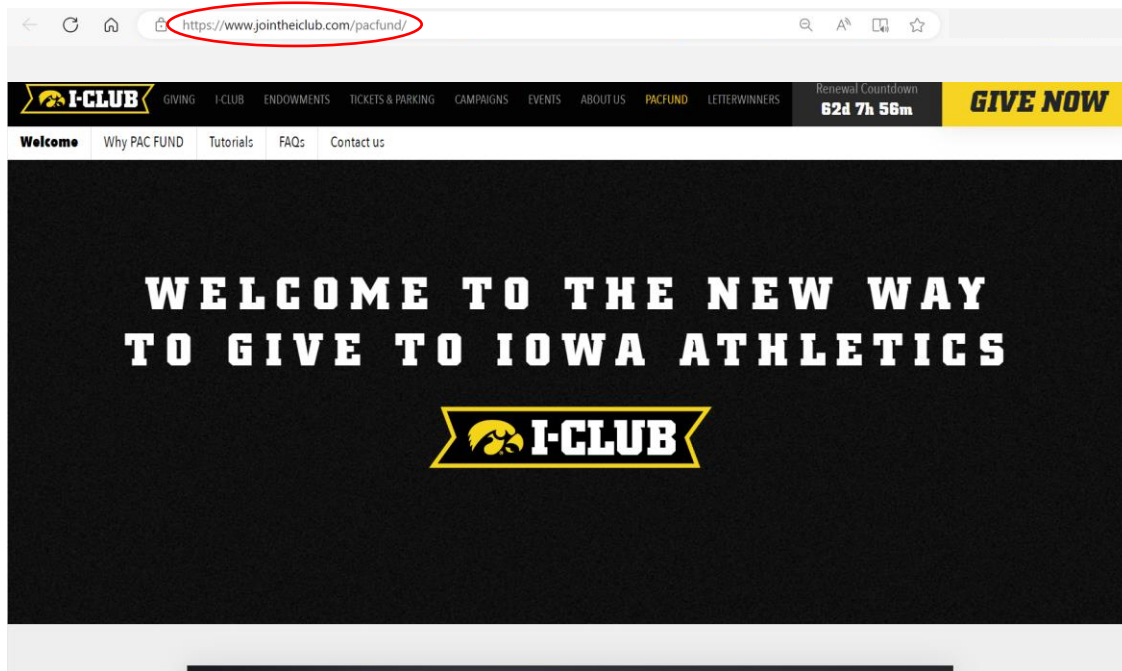 https://www.jointheiclub.com/pacfund/
I-CLUB GIVING I-CLUB ENDOWMENTS TICKETS & PARKING CAMPAIGNS EVENTS ABOUT US PACFUND LETTERWINNERS
Renewal Countdown
62d 7h 56m
GIVE NOW
Welcome Why PAC FUND Tutorials FAQs Contact us
WELCOME TO THE NEW WAY
TO GIVE TO IOWA ATHLETICS
I-CLUB